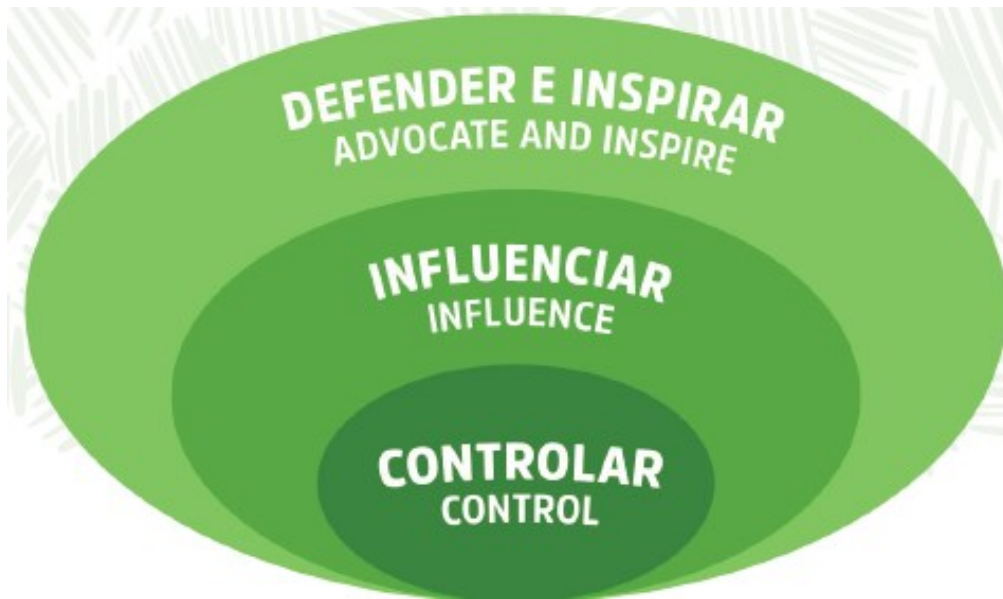 DEFENDER E INSPIRAR
ADVOCATE AND INSPIRE
INFLUENCIAR
INFLUENCE
CONTROLAR
CONTROL